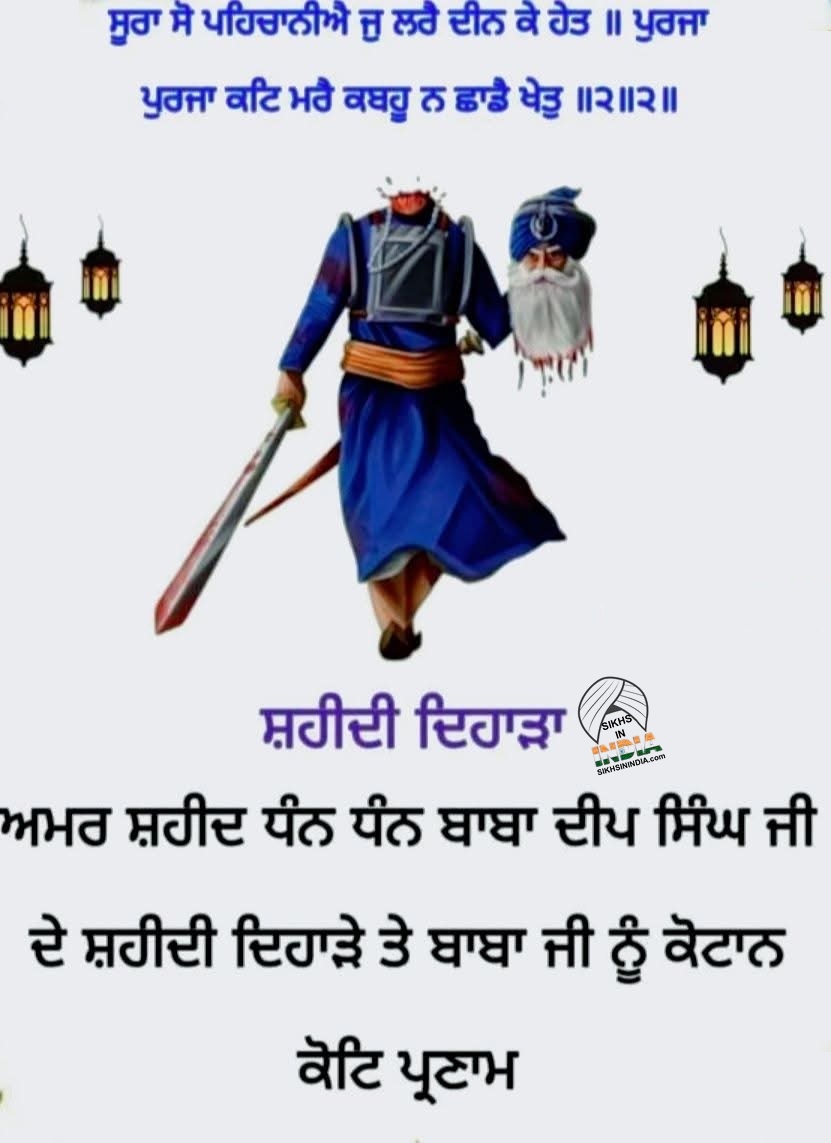 ਸੂਰਾ ਸੋ ਪਹਿਚਾਨੀਐ ਜੁ ਲਰੈ ਦੀਨ ਕੇ ਹੇਤ ॥ ਪੁਰਜਾ
ਪੁਰਜਾ ਕਟਿ ਮਰੈ ਕਬਹੂ ਨ ਛਾਡੈ ਖੇਤੁ ॥੨॥੨॥
ਸ਼ਹੀਦੀ ਦਿਹਾੜਾ
SIKHS
IN
INDIA
SIKHSININDIA.com
ਅਮਰ ਸ਼ਹੀਦ ਧੰਨ ਧੰਨ ਬਾਬਾ ਦੀਪ ਸਿੰਘ ਜੀ
ਦੇ ਸ਼ਹੀਦੀ ਦਿਹਾੜੇ ਤੇ ਬਾਬਾ ਜੀ ਨੂੰ ਕੋਟਾਨ
ਕੋਟਿ ਪ੍ਰਣਾਮ